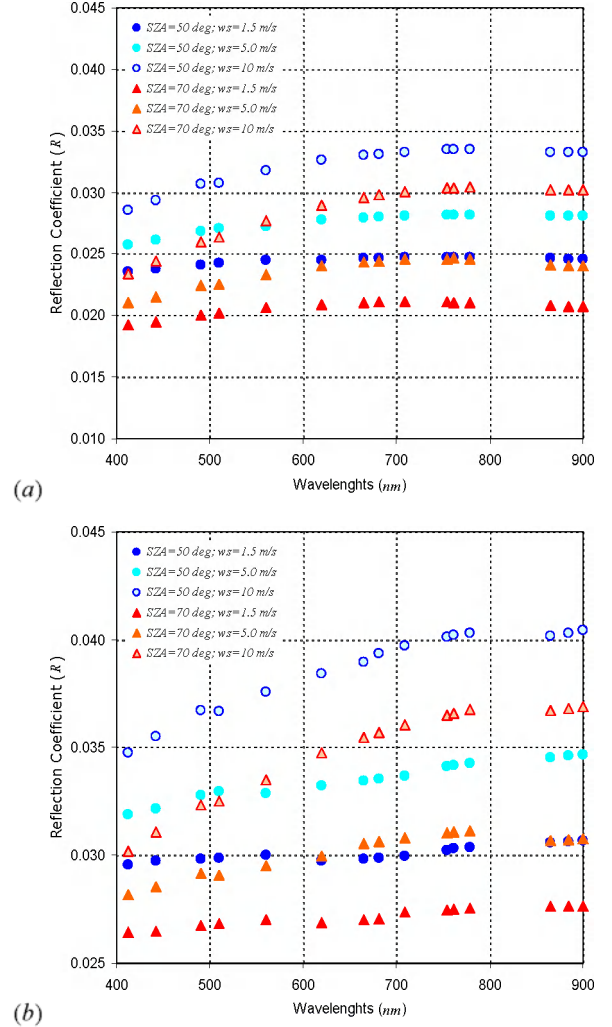 0.045
0.040
0.035
0.030
0.025
0.020
0.015
0.010
Reflection Coefficient (R)
SZA=50 deg; ws=1.5 m/s
SZA=50 deg; ws=5.0 m/s
SZA=50 deg; ws=10 m/s
SZA=70 deg; ws=1.5 m/s
SZA=70 deg; ws=5.0 m/s
SZA=70 deg; ws=10 m/s
400 500 600 700 800 900
Wavelenghts (nm)
(a)
0.045
0.040
0.035
0.030
0.025
Reflection Coefficient (R)
SZA=50 deg; ws=1.5 m/s
SZA=50 deg; ws=5.0 m/s
SZA=50 deg; ws=10 m/s
SZA=70 deg; ws=1.5 m/s
SZA=70 deg; ws=5.0 m/s
SZA=70 deg; ws=10 m/s
400 500 600 700 800 900
Wavelenghts (nm)
(b)